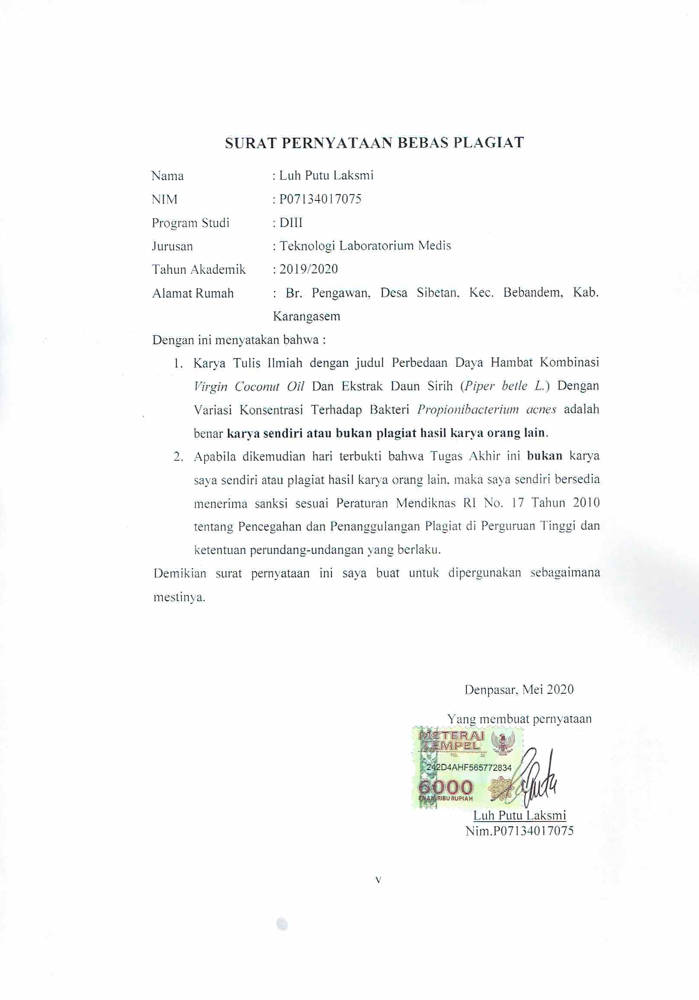 SURAT PERNYATAAN BEBAS PLAGIAT
Nama : Luh Putu Laksmi
NIM : P07134017075
Program Studi : DIII
Jurusan : Teknologi Laboratorium Medis
Tahun Akademik : 2019/2020
Alamat Rumah : Br. Pengawan, Desa Sibetan, Kec. Bebandem, Kab.
Karangasem
Dengan ini menyatakan bahwa :
1. Karya Tulis Ilmiah dengan judul Perbedaan Daya Hambat Kombinasi
Virgin Coconut Oil Dan Ekstrak Daun Sirih (Piper betle L.) Dengan
Variasi Konsentrasi Terhadap Bakteri Propionibacterium acnes adalah
benar karya sendiri atau bukan plagiat hasil karya orang lain.
2. Apabila dikemudian hari terbukti bahwa Tugas Akhir ini bukan karya
saya sendiri atau plagiat hasil karya orang lain, maka saya sendiri bersedia
menerima sanksi sesuai Peraturan Mendiknas RI No. 17 Tahun 2010
tentang Pencegahan dan Penanggulangan Plagiat di Perguruan Tinggi dan
ketentuan perundang-undangan yang berlaku.
Demikian surat pernyataan ini saya buat untuk dipergunakan sebagaimana
mestinya.
Denpasar, Mei 2020
Yang membuat pernyataan
METERAI
TEMPEL
TGL. 20
242D4AHF565772834
6000
ENAM RIBU RUPIAH
Luh Putu Laksmi
Nim.P07134017075
v